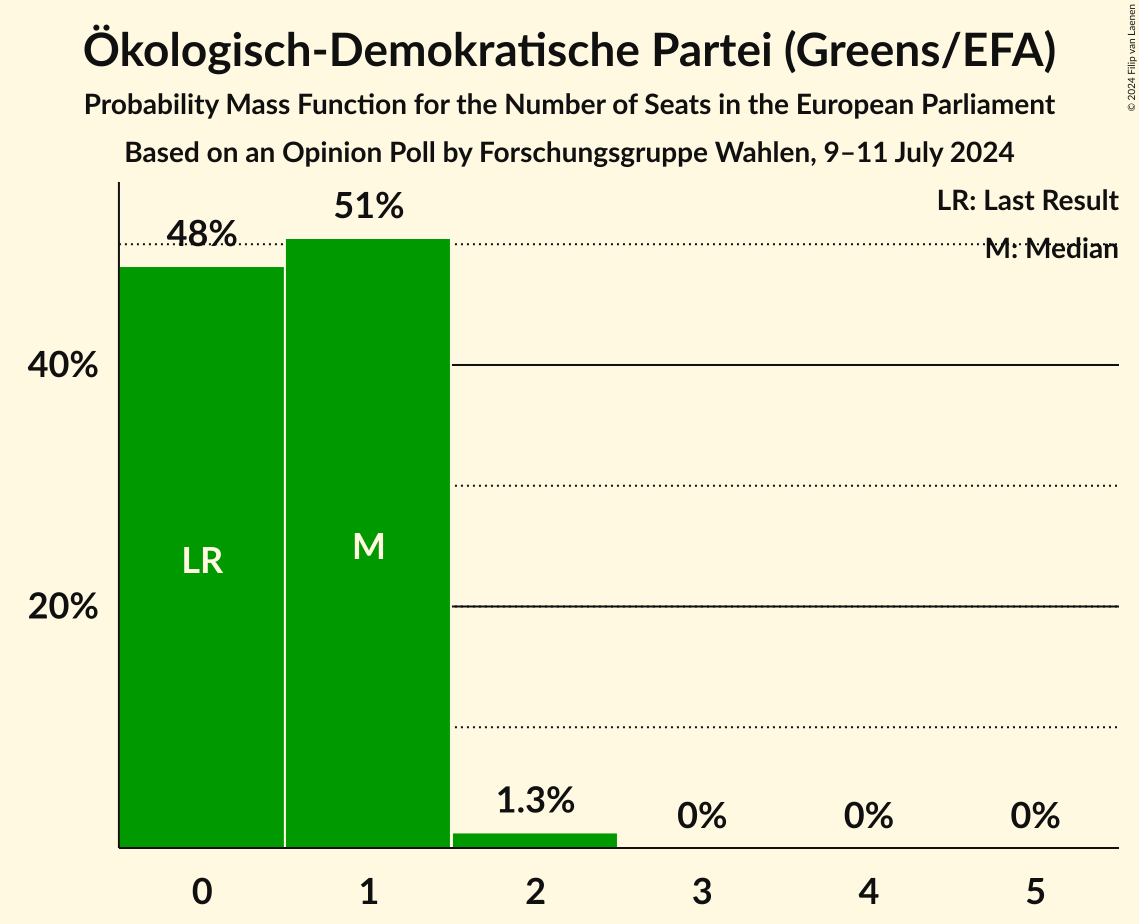 Ökologisch-Demokratische Partei (Greens/EFA)
Probability Mass Function for the Number of Seats in the European Parliament
Based on an Opinion Poll by Forschungsgruppe Wahlen, 9–11 July 2024
© 2024 Filip van Laenen
LR: Last Result
M: Median
48%
51%
40%
LR
M
20%
1.3%
0%
0%
0%
0
1
2
3
4
5